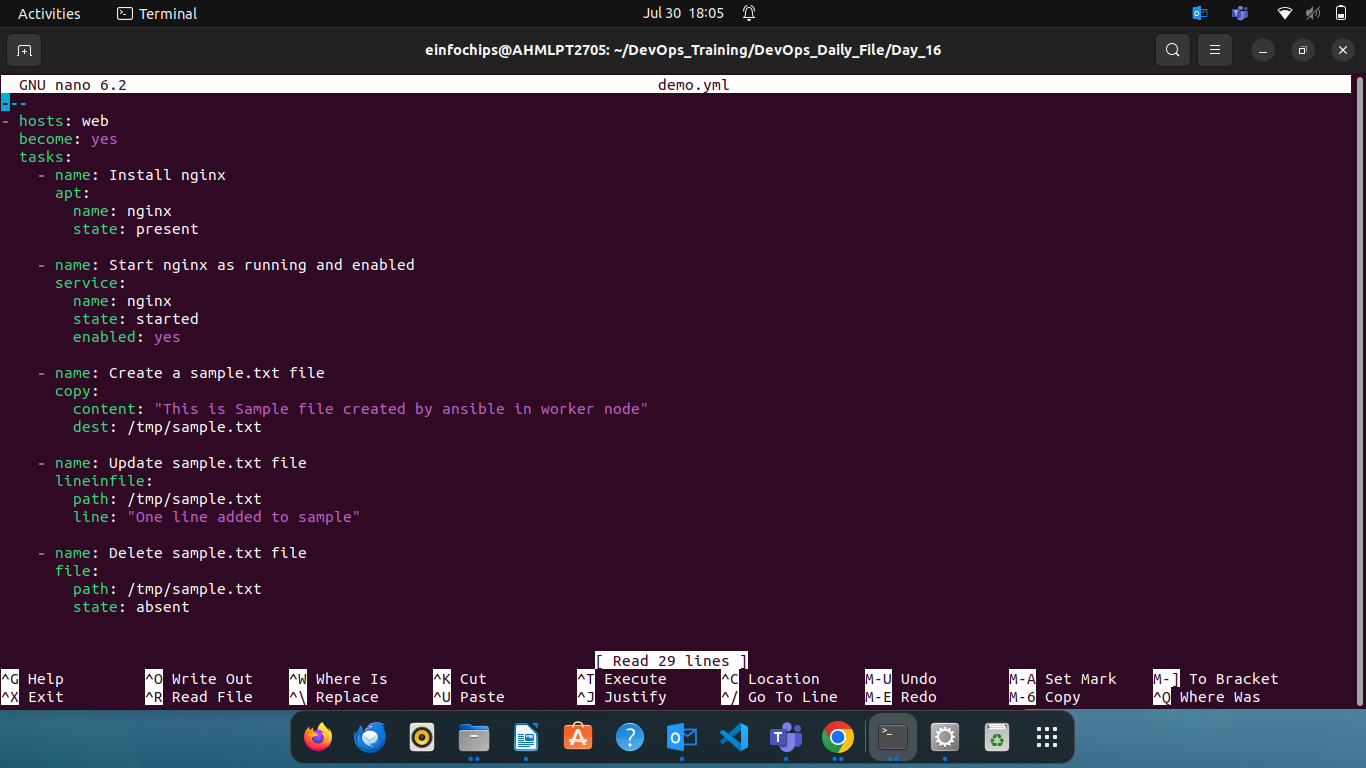 Activities Terminal Jul 30 18:05
einfochips@AHMLPT2705: ~/DevOps_Training/DevOps_Daily_File/Day_16
GNU nano 6.2 demo.yml
---
- hosts: web
  become: yes
  tasks:
    - name: Install nginx
      apt:
        name: nginx
        state: present

    - name: Start nginx as running and enabled
      service:
        name: nginx
        state: started
        enabled: yes

    - name: Create a sample.txt file
      copy:
        content: "This is Sample file created by ansible in worker node"
        dest: /tmp/sample.txt

    - name: Update sample.txt file
      lineinfile:
        path: /tmp/sample.txt
        line: "One line added to sample"

    - name: Delete sample.txt file
      file:
        path: /tmp/sample.txt
        state: absent

[ Read 29 lines ]
^G Help ^O Write Out ^W Where Is ^K Cut ^T Execute ^C Location M-U Undo M-A Set Mark M-] To Bracket
^X Exit ^R Read File ^\ Replace ^U Paste ^J Justify ^/ Go To Line M-E Redo M-6 Copy ^Q Where Was